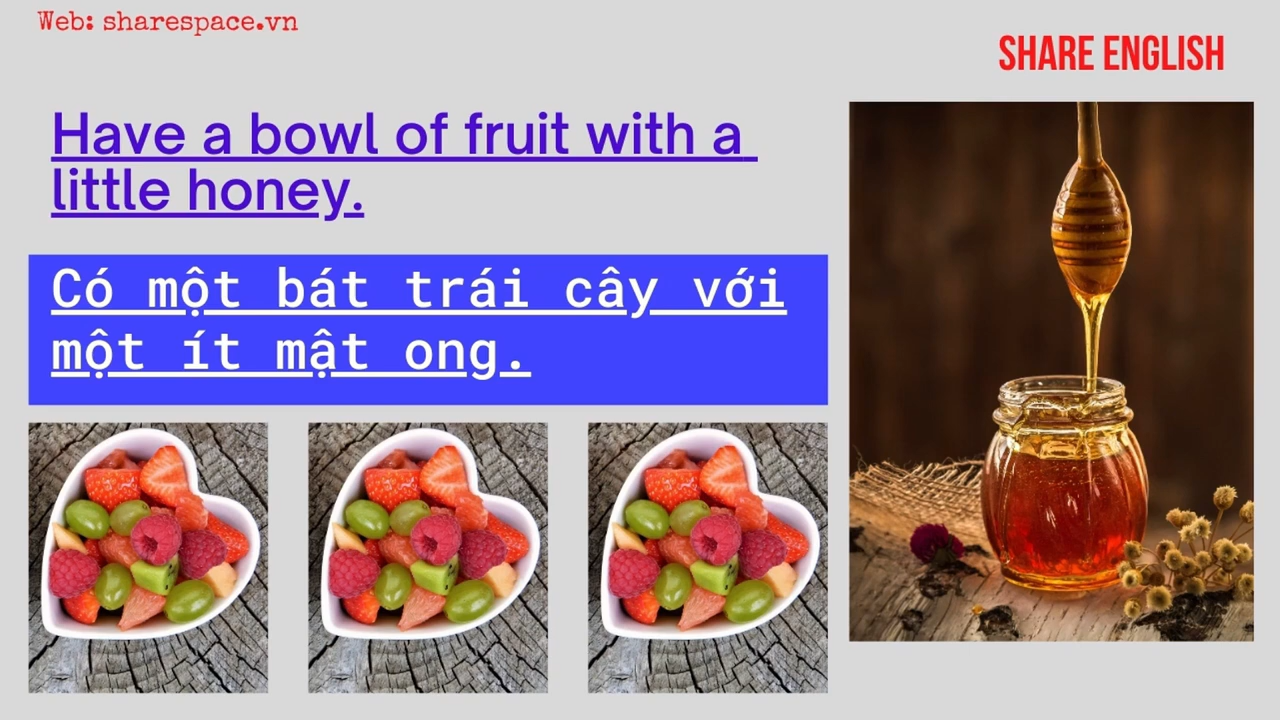 Web: sharespace.vn
SHARE ENGLISH
Have a bowl of fruit with a
little honey.
Có một bát trái cây với
một ít mật ong.